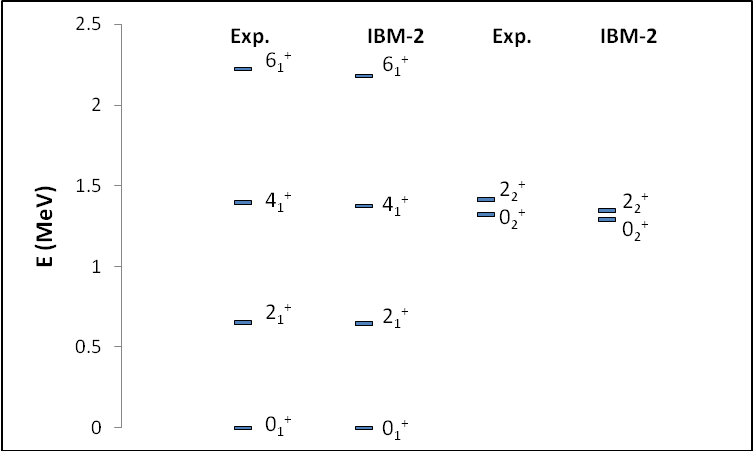 2.5
Exp. IBM-2 Exp. IBM-2
6₁⁺ 6₁⁺
2
1.5
4₁⁺ 4₁⁺ 2₂⁺ 2₂⁺
0₂⁺ 0₂⁺
E (MeV)
1
2₁⁺ 2₁⁺
0.5
0 0₁⁺ 0₁⁺